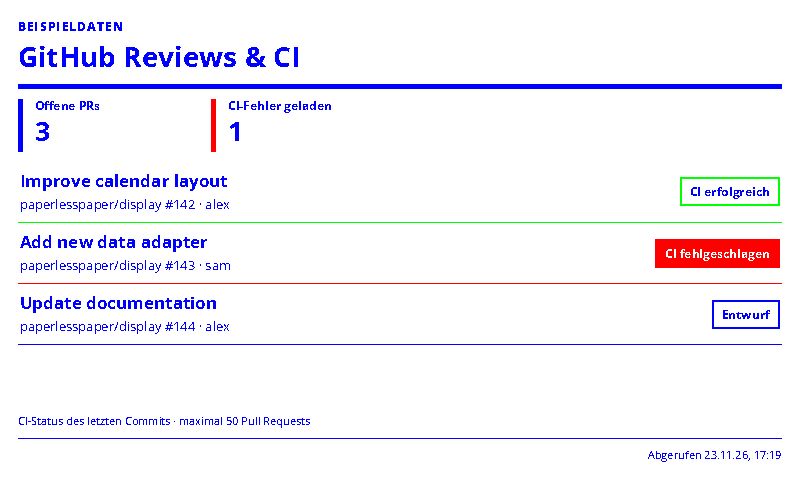 BEISPIELDATEN
GitHub Reviews & CI
Offene PRs
3
CI-Fehler geladen
1
Improve calendar layout
paperlesspaper/display #142 · alex
CI erfolgreich
Add new data adapter
paperlesspaper/display #143 · sam
CI fehlgeschlagen
Update documentation
paperlesspaper/display #144 · alex
Entwurf
CI-Status des letzten Commits · maximal 50 Pull Requests
Abgerufen 23.11.26, 17:19